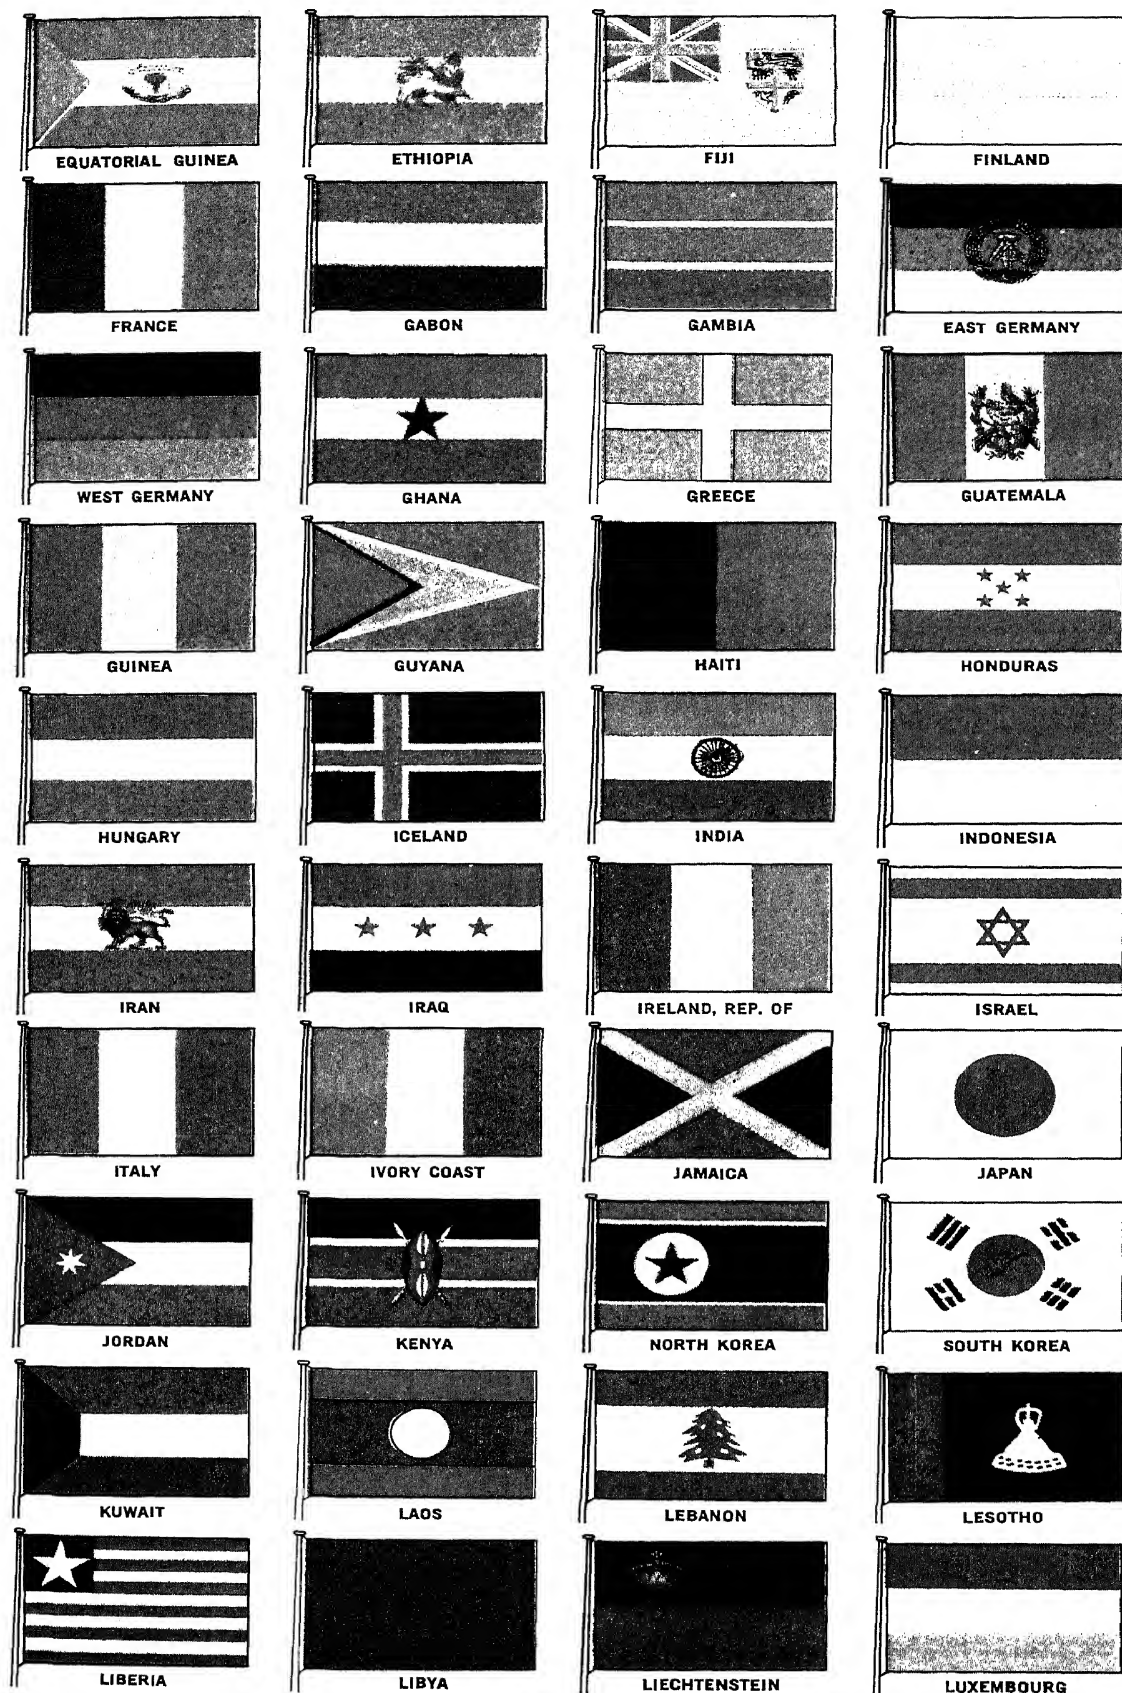 EQUATORIAL GUINEA ETHIOPIA FIJI FINLAND
FRANCE GABON GAMBIA EAST GERMANY
WEST GERMANY GHANA GREECE GUATEMALA
GUINEA GUYANA HAITI HONDURAS
HUNGARY ICELAND INDIA INDONESIA
IRAN IRAQ IRELAND, REP. OF ISRAEL
ITALY IVORY COAST JAMAICA JAPAN
JORDAN KENYA NORTH KOREA SOUTH KOREA
KUWAIT LAOS LEBANON LESOTHO
LIBERIA LIBYA LIECHTENSTEIN LUXEMBOURG